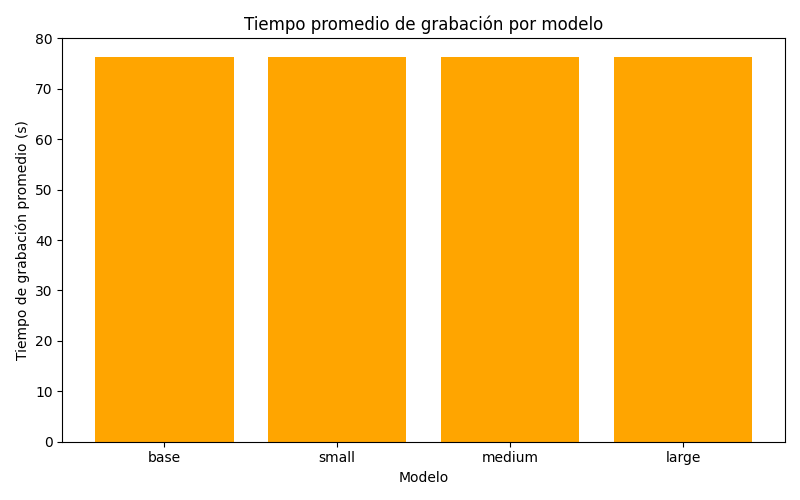 Tiempo promedio de grabación por modelo
Tiempo de grabación promedio (s)
80
70
60
50
40
30
20
10
0
base small medium large
Modelo